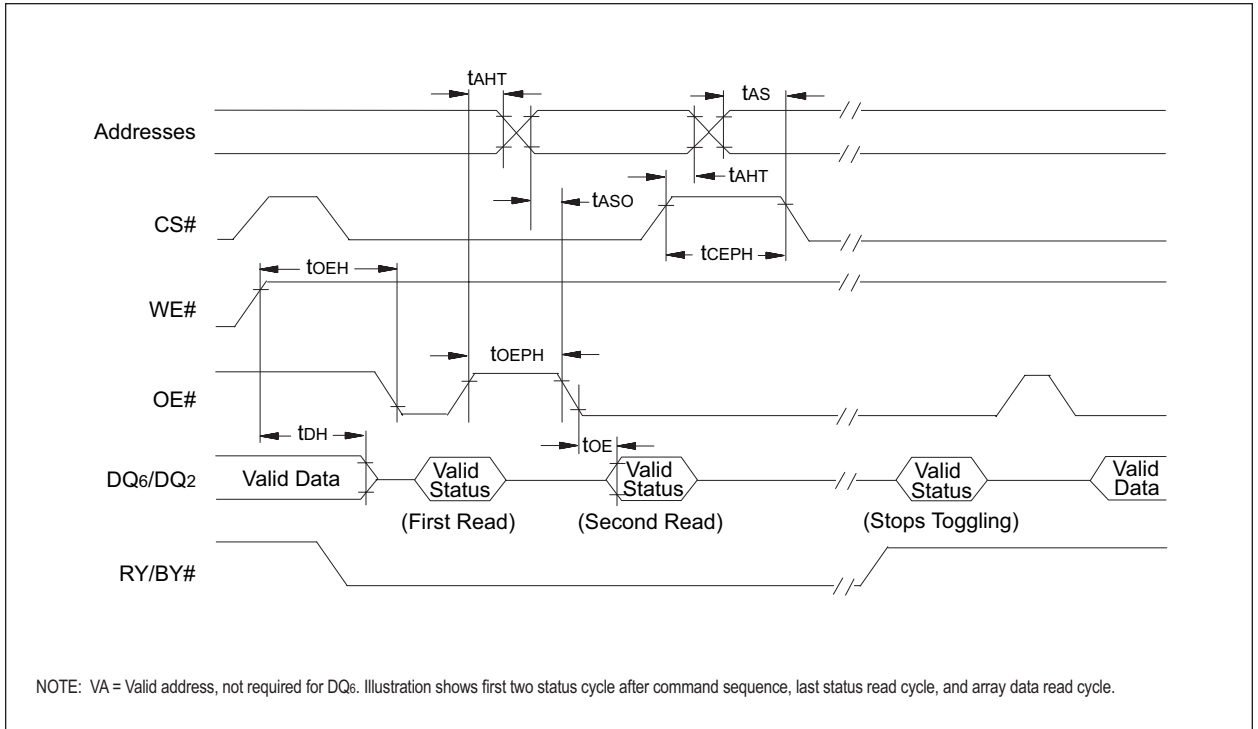 tAHT
tAS
Addresses
tAHT
tASO
CS#
tCEPH
tOEH
WE#
tOEPH
OE#
tDH
tOE
DQ6/DQ2
Valid Data
Valid
Status
Valid
Status
Valid
Status
Valid
Data
(First Read)
(Second Read)
(Stops Toggling)
RY/BY#
NOTE: VA = Valid address, not required for DQ6. Illustration shows first two status cycle after command sequence, last status read cycle, and array data read cycle.